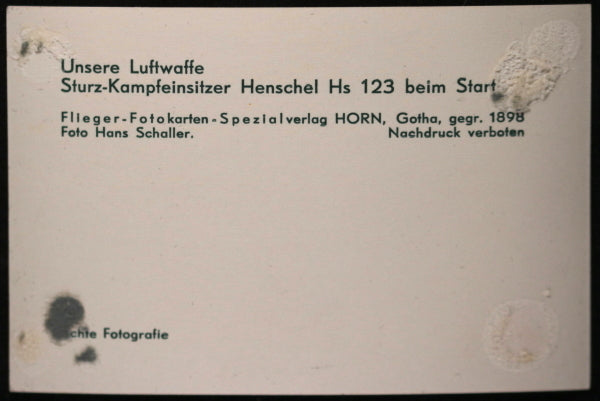 Unsere Luftwaffe
Sturz-Kampfeinsitzer Henschel Hs 123 beim Start
Flieger-Fotokarten-Spezialverlag HORN, Gotha, gegr. 1898
Foto Hans Schaller. Nachdruck verboten
chte Fotografie